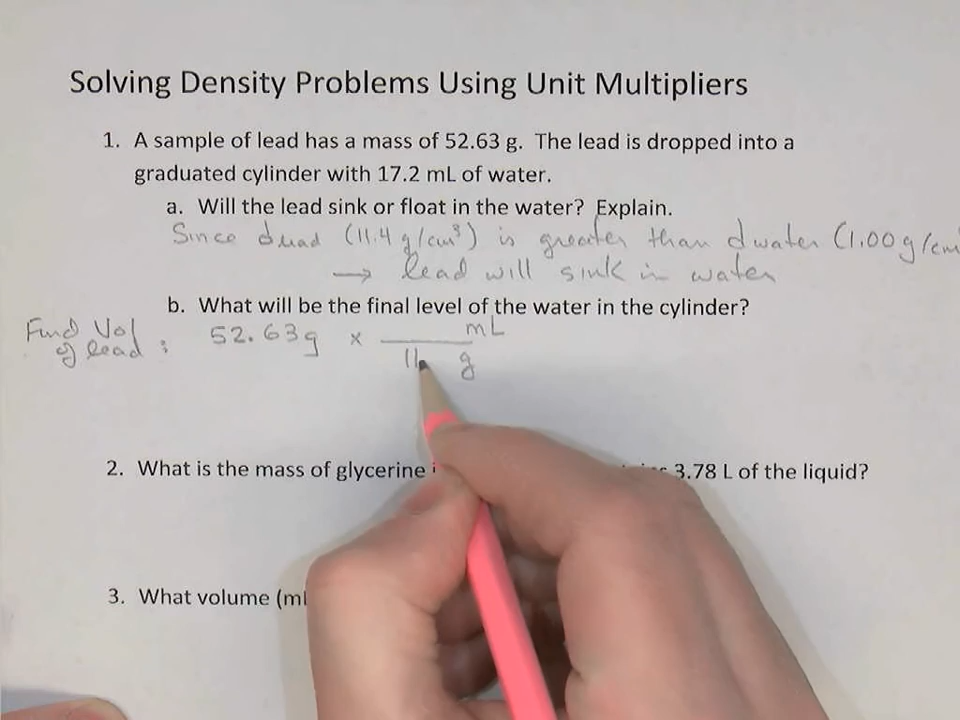 Solving Density Problems Using Unit Multipliers
1. A sample of lead has a mass of 52.63 g. The lead is dropped into a
graduated cylinder with 17.2 mL of water.
a. Will the lead sink or float in the water? Explain.
Since dlead (11.4 g/cm³) is greater than dwater (1.00g/cm
→ lead will sink in water
b. What will be the final level of the water in the cylinder?
Find Vol
of lead :
52.63g x mL
11. g
2. What is the mass of glycerine 3.78 L of the liquid?
3. What volume (ml